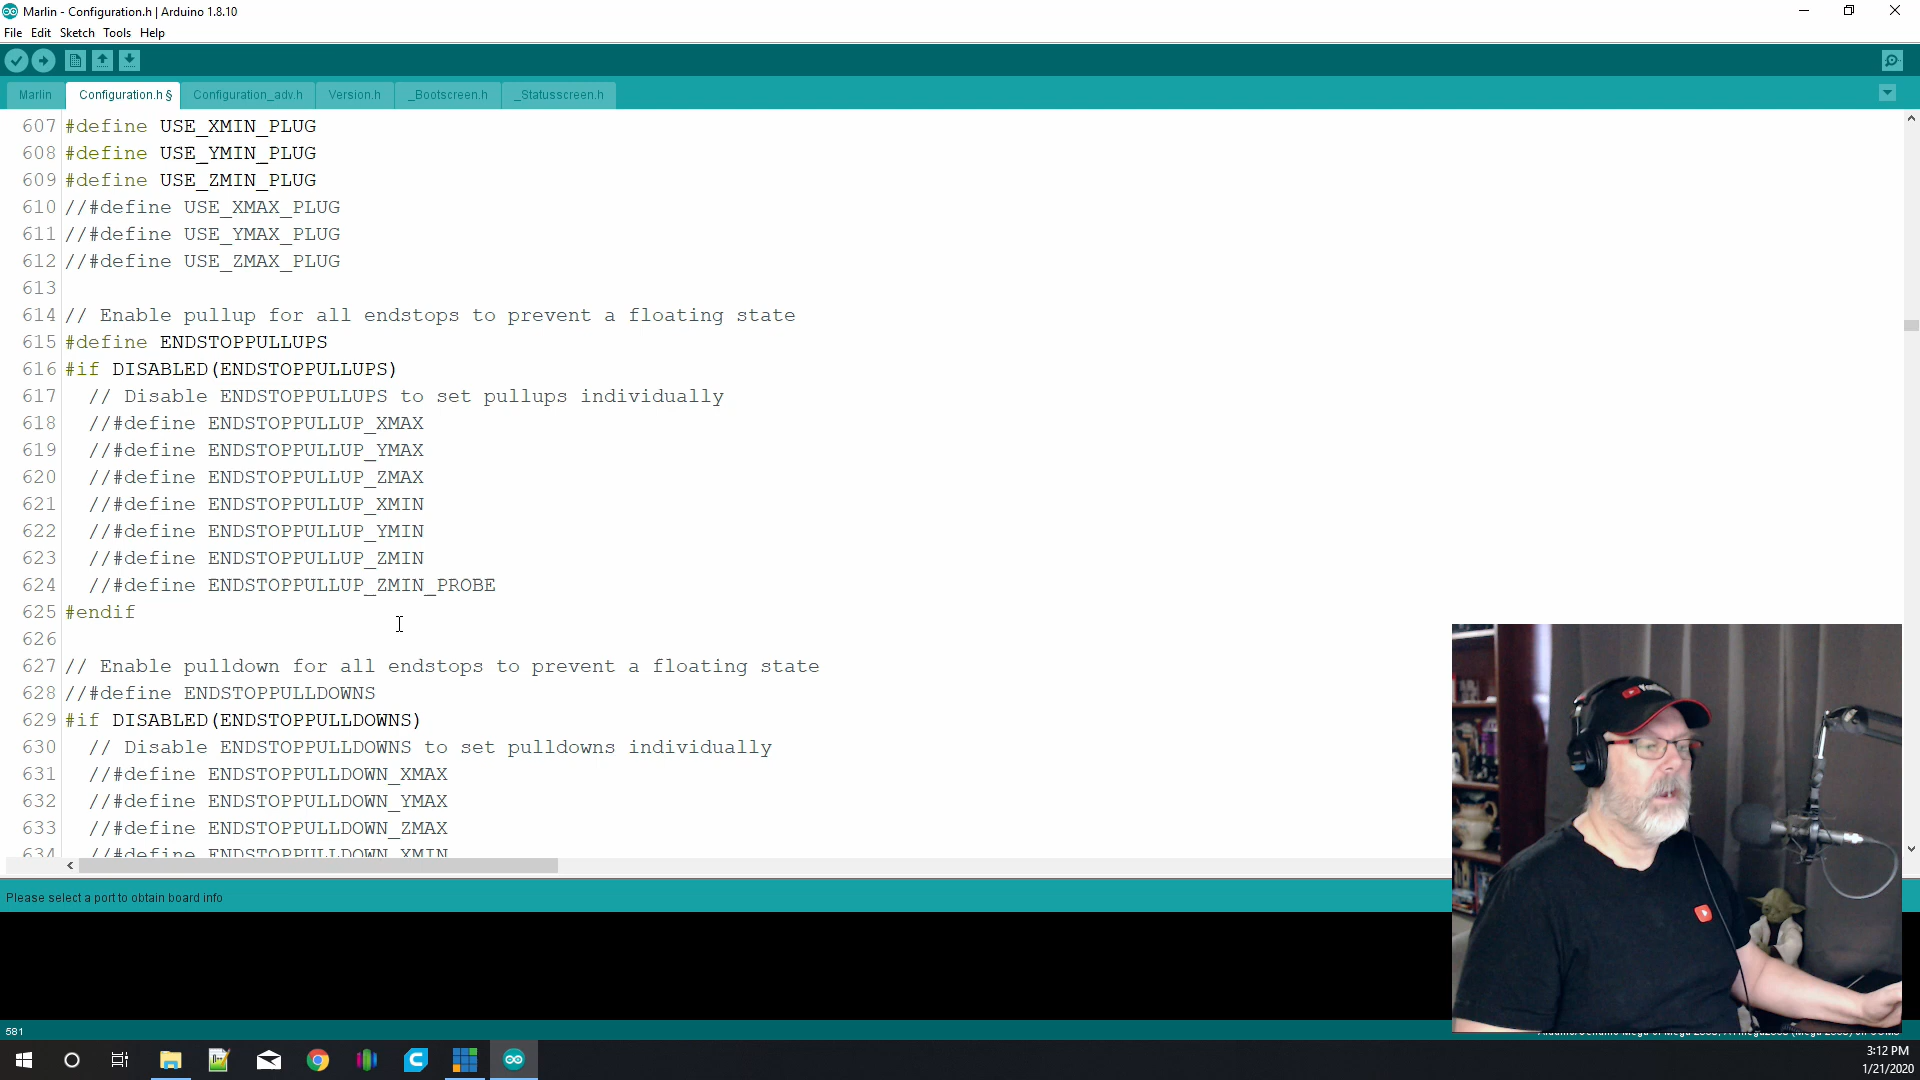 Marlin - Configuration.h | Arduino 1.8.10
File Edit Sketch Tools Help
Marlin Configuration.h § Configuration_adv.h Version.h _Bootscreen.h _Statusscreen.h
607 #define USE_XMIN_PLUG
608 #define USE_YMIN_PLUG
609 #define USE_ZMIN_PLUG
610 //#define USE_XMAX_PLUG
611 //#define USE_YMAX_PLUG
612 //#define USE_ZMAX_PLUG
613
614 // Enable pullup for all endstops to prevent a floating state
615 #define ENDSTOPPULLUPS
616 #if DISABLED(ENDSTOPPULLUPS)
617 // Disable ENDSTOPPULLUPS to set pullups individually
618 //#define ENDSTOPPULLUP_XMAX
619 //#define ENDSTOPPULLUP_YMAX
620 //#define ENDSTOPPULLUP_ZMAX
621 //#define ENDSTOPPULLUP_XMIN
622 //#define ENDSTOPPULLUP_YMIN
623 //#define ENDSTOPPULLUP_ZMIN
624 //#define ENDSTOPPULLUP_ZMIN_PROBE
625 #endif
626
627 // Enable pulldown for all endstops to prevent a floating state
628 //#define ENDSTOPPULLDOWNS
629 #if DISABLED(ENDSTOPPULLDOWNS)
630 // Disable ENDSTOPPULLDOWNS to set pulldowns individually
631 //#define ENDSTOPPULLDOWN_XMAX
632 //#define ENDSTOPPULLDOWN_YMAX
633 //#define ENDSTOPPULLDOWN_ZMAX
634 //#define ENDSTOPPULLDOWN_XMIN
Please select a port to obtain board info
581
3:12 PM
1/21/2020